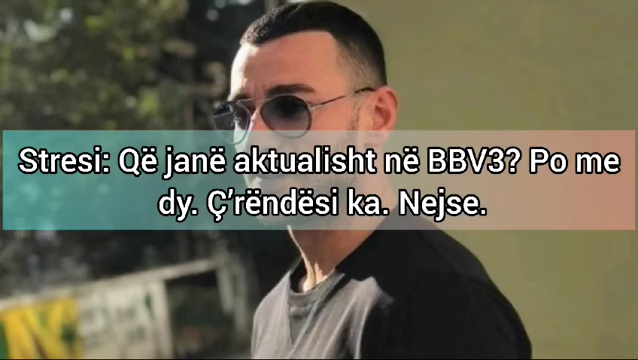 Stresi: Që janë aktualisht në BBV3? Po me
dy. Ç'rëndësi ka. Nejse.